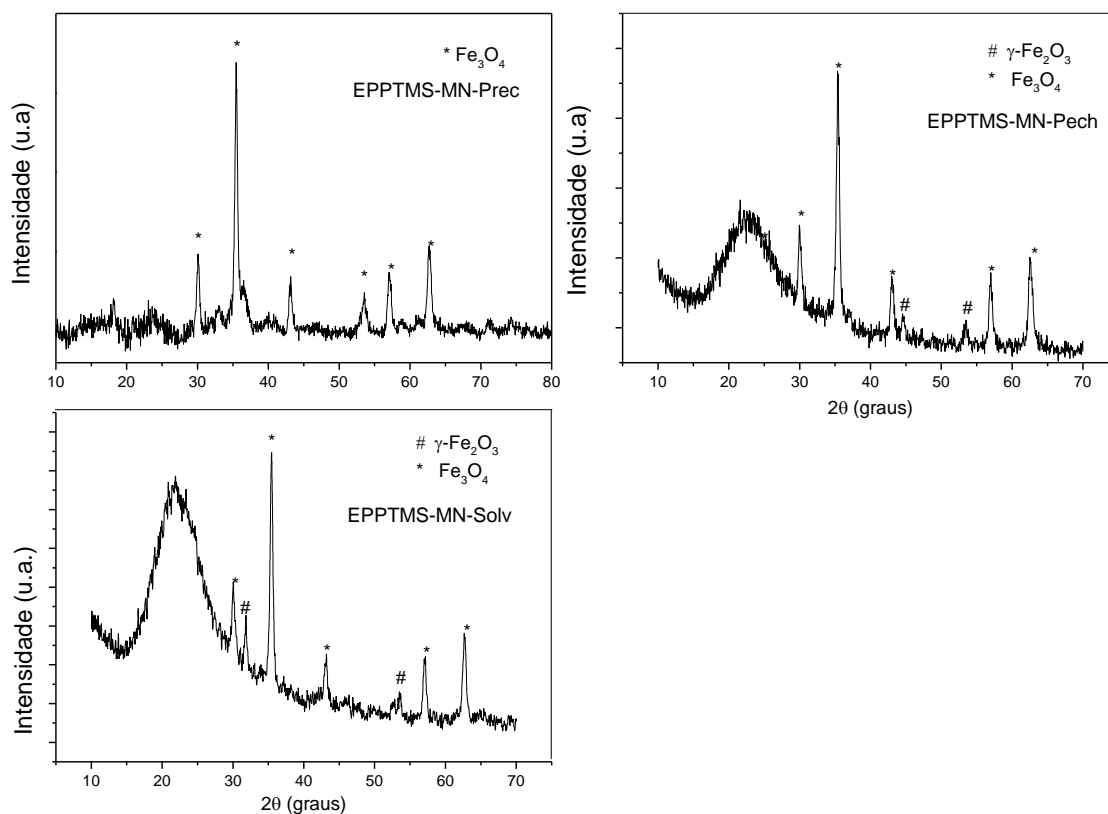 * Fe₃O₄
EPPTMS-MN-Prec
Intensidade (u.a)
* * * * * *
10 20 30 40 50 60 70 80
# γ-Fe₂O₃
* Fe₃O₄
EPPTMS-MN-Pech
Intensidade (u.a)
* * * * # # * *
10 20 30 40 50 60 70
2θ (graus)
# γ-Fe₂O₃
* Fe₃O₄
EPPTMS-MN-Solv
Intensidade (u.a.)
* # * * # * *
10 20 30 40 50 60 70
2θ (graus)